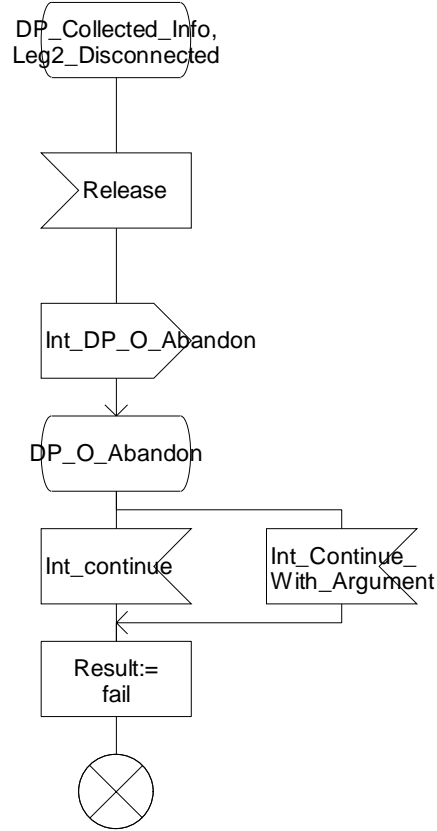 DP_Collected_Info,
Leg2_Disconnected
Release
Int_DP_O_Abandon
DP_O_Abandon
Int_continue
Int_Continue_
With_Argument
Result:=
fail